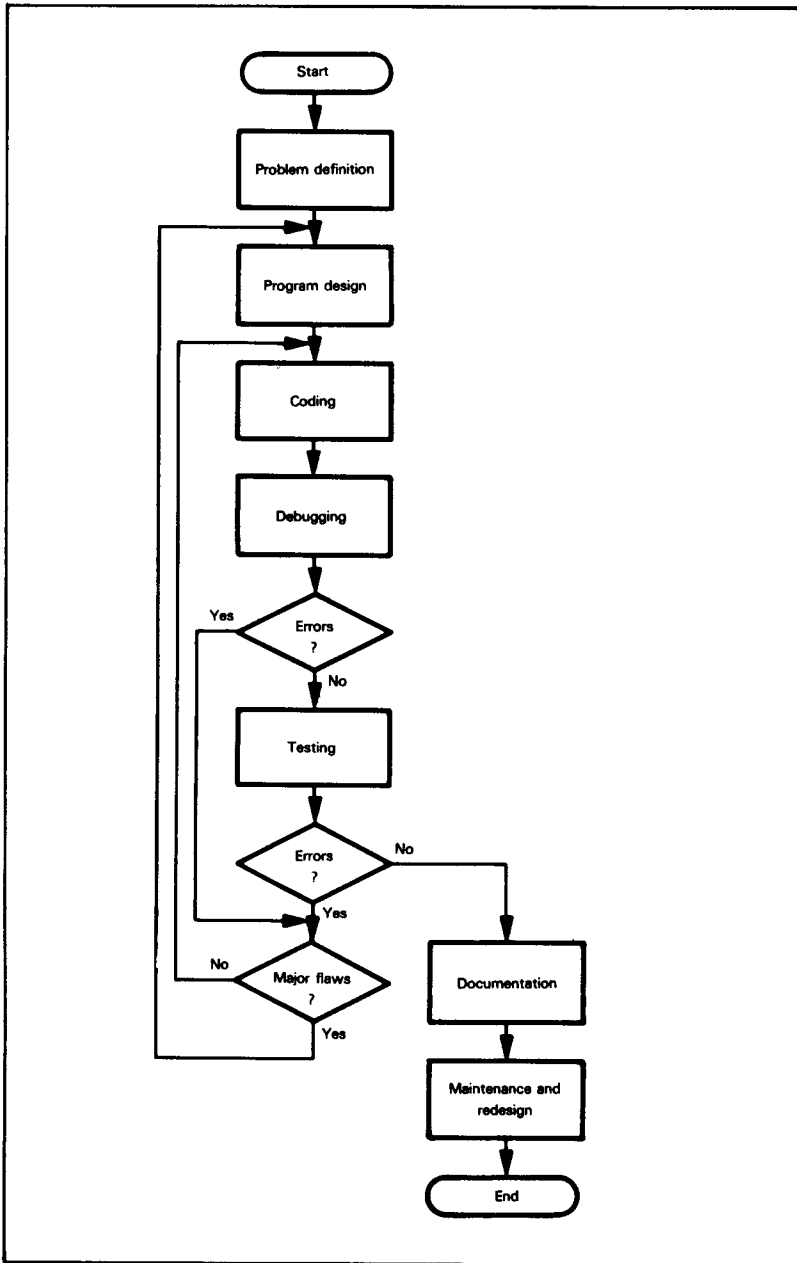 Start
Problem definition
Program design
Coding
Debugging
Yes
Errors
?
No
Testing
Errors
?
No
Yes
No
Major flaws
?
Yes
Documentation
Maintenance and
redesign
End